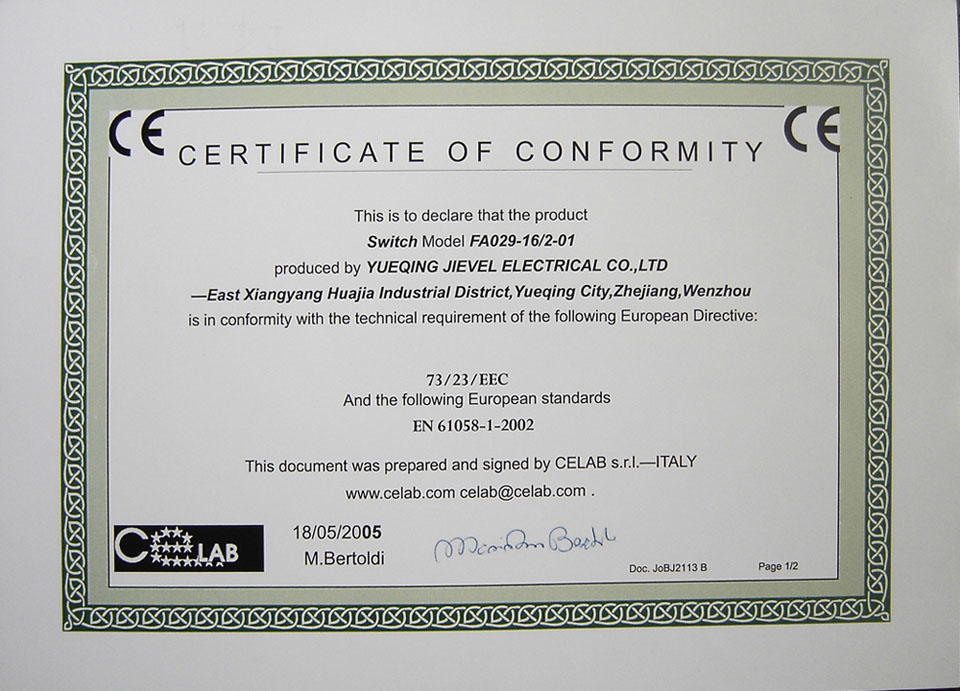 CE CE
CERTIFICATE OF CONFORMITY
This is to declare that the product
Switch Model FA029-16/2-01
produced by YUEQING JIEVEL ELECTRICAL CO.,LTD
—East Xiangyang Huajia Industrial District,Yueqing City,Zhejiang,Wenzhou
is in conformity with the technical requirement of the following European Directive:
73/23/EEC
And the following European standards
EN 61058-1-2002
This document was prepared and signed by CELAB s.r.l.—ITALY
www.celab.com celab@celab.com .
CELAB
18/05/2005
M.Bertoldi
Doc. JoBJ2113 B
Page 1/2